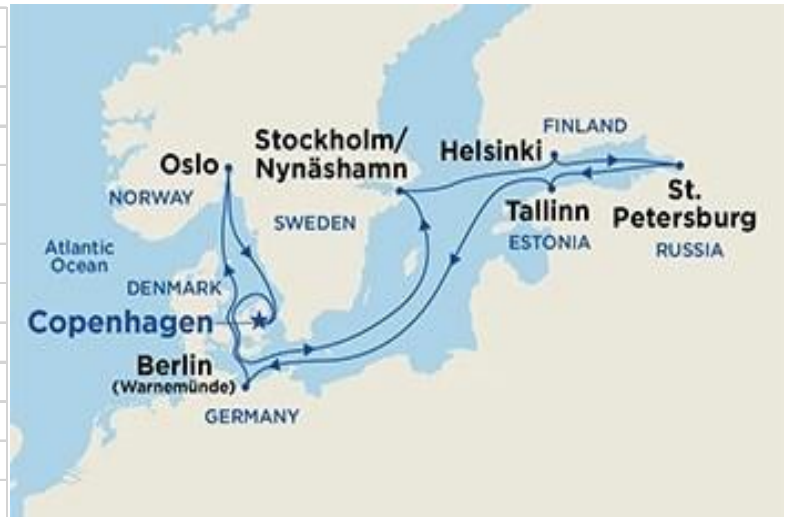 Stockholm/
Nynäshamn
Helsinki
FINLAND
Oslo
NORWAY
SWEDEN
Tallinn
ESTONIA
St.
Petersburg
RUSSIA
Atlantic
Ocean
DENMARK
Copenhagen
Berlin
(Warnemünde)
GERMANY